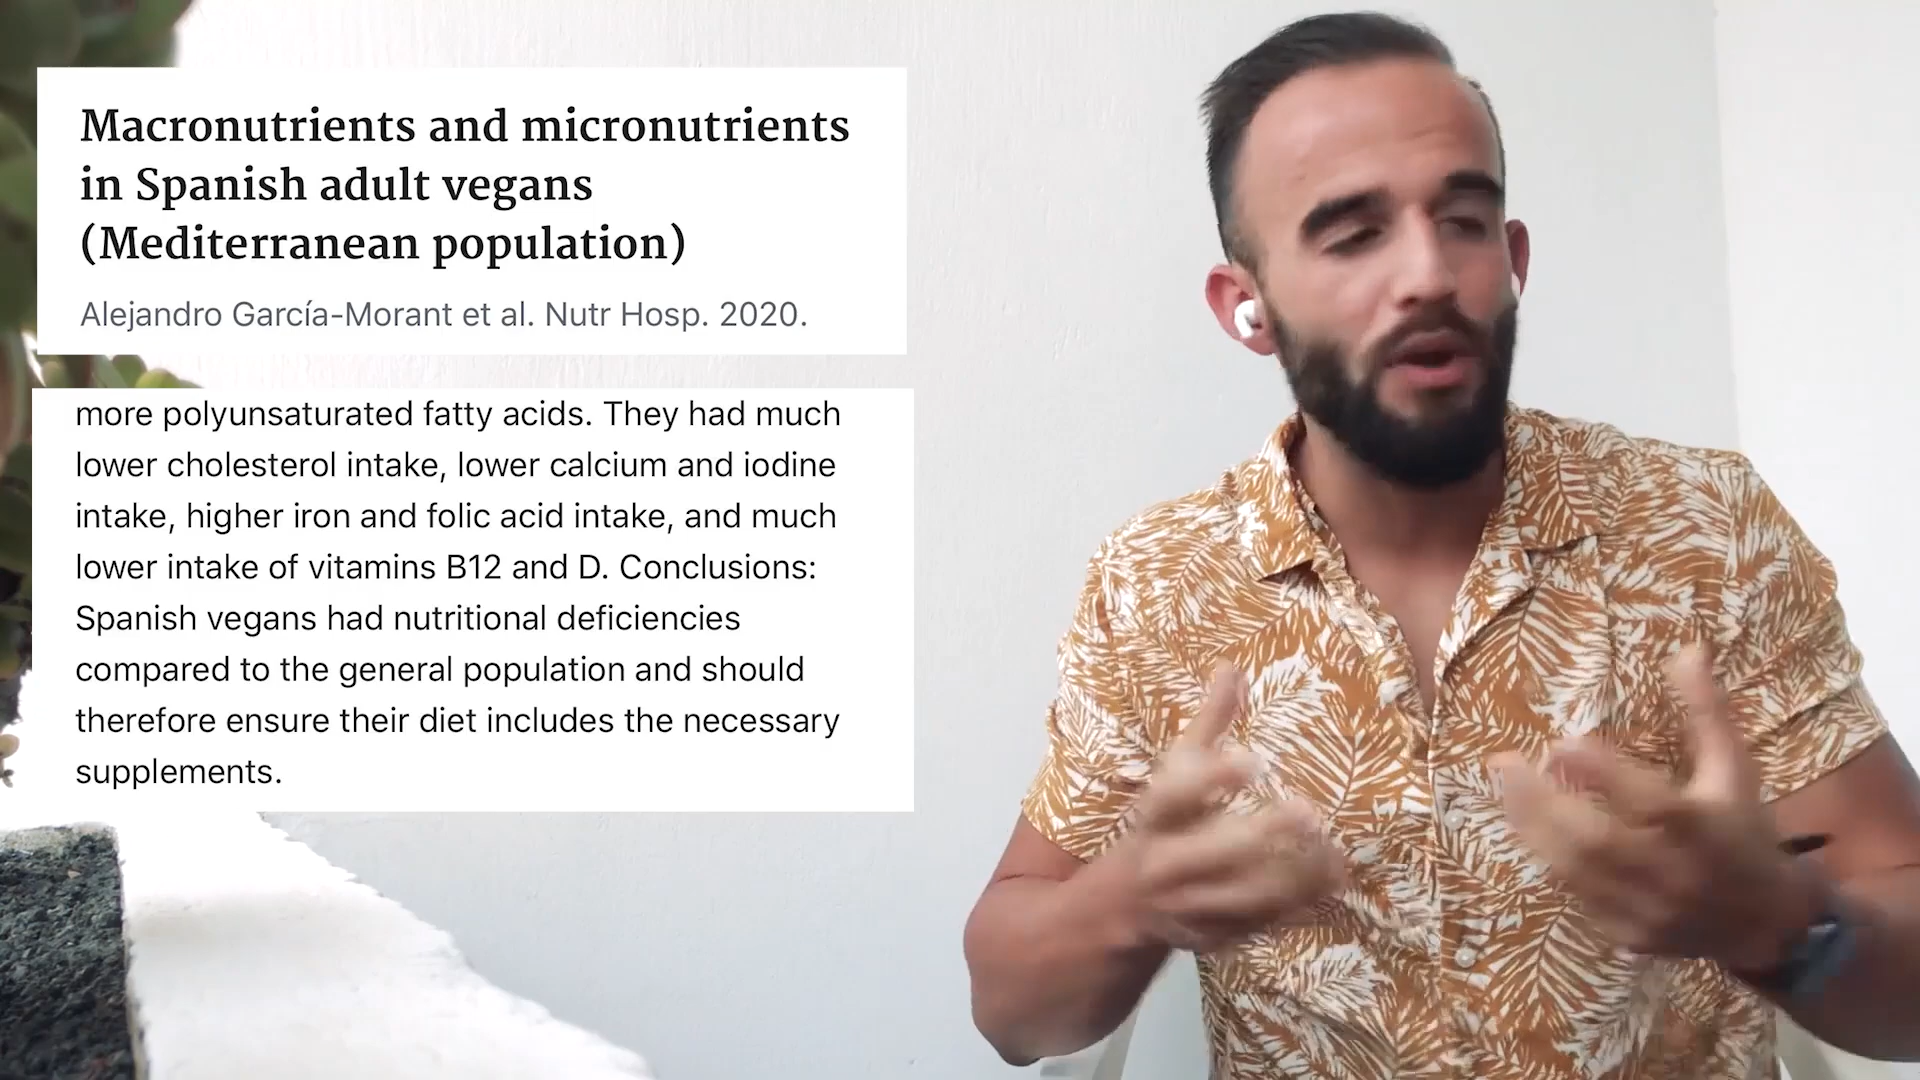 Macronutrients and micronutrients
in Spanish adult vegans
(Mediterranean population)
Alejandro García-Morant et al. Nutr Hosp. 2020.
more polyunsaturated fatty acids. They had much
lower cholesterol intake, lower calcium and iodine
intake, higher iron and folic acid intake, and much
lower intake of vitamins B12 and D. Conclusions:
Spanish vegans had nutritional deficiencies
compared to the general population and should
therefore ensure their diet includes the necessary
supplements.